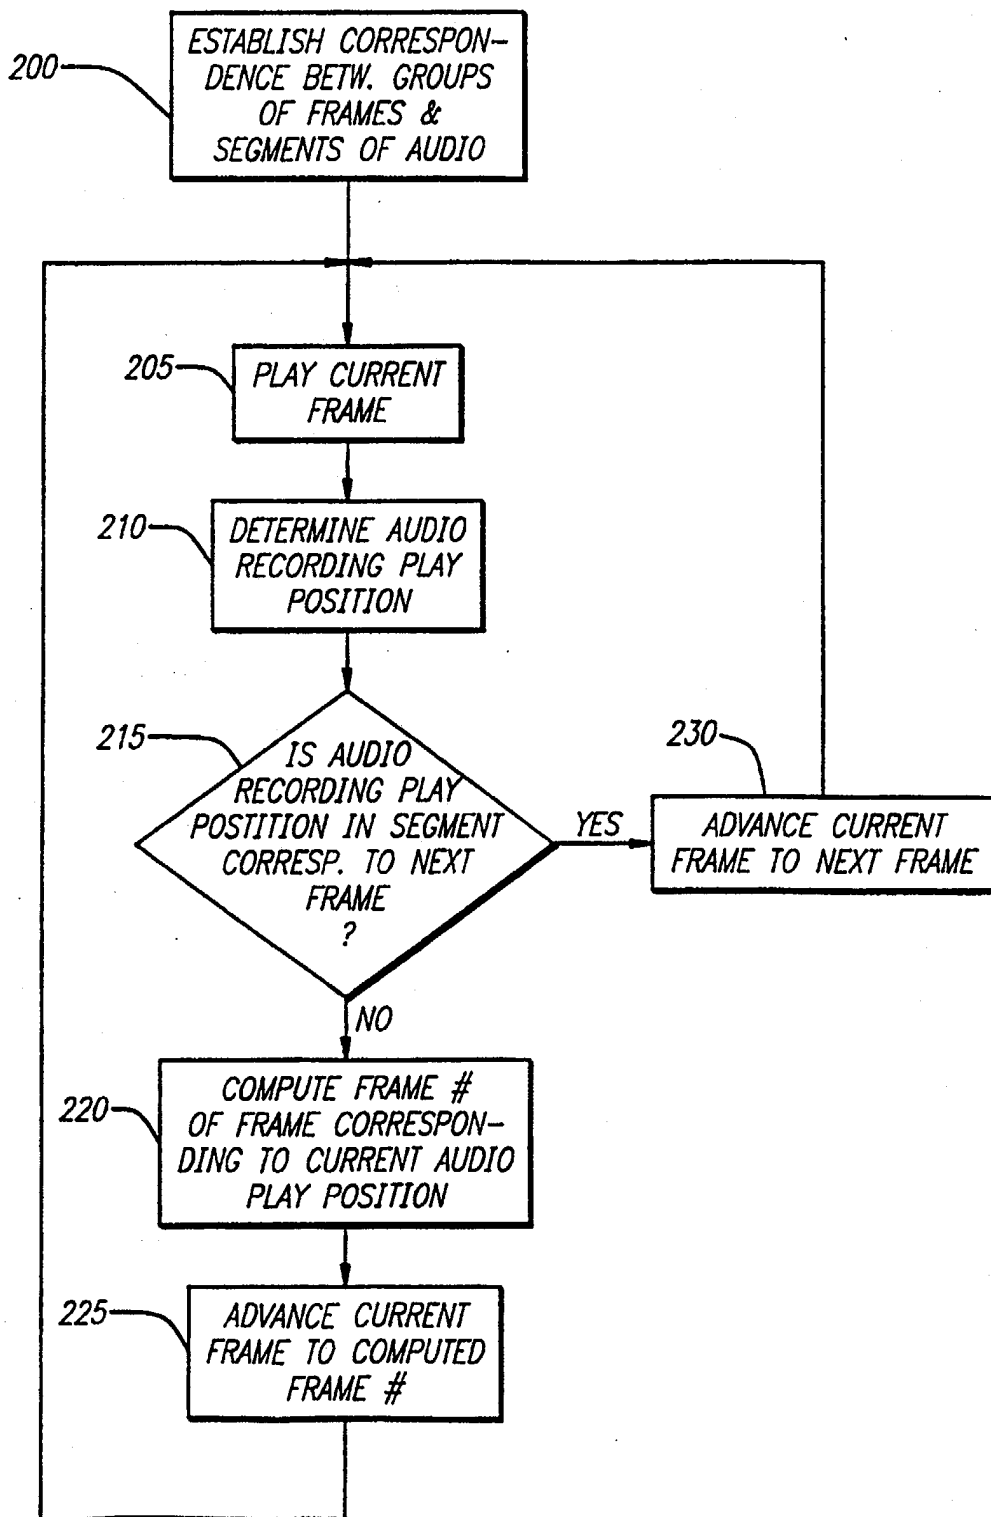 200
ESTABLISH CORRESPON-
DENCE BETW. GROUPS
OF FRAMES &
SEGMENTS OF AUDIO
205
PLAY CURRENT
FRAME
210
DETERMINE AUDIO
RECORDING PLAY
POSITION
215
IS AUDIO
RECORDING PLAY
POSTITION IN SEGMENT
CORRESP. TO NEXT
FRAME
?
YES
230
ADVANCE CURRENT
FRAME TO NEXT FRAME
NO
220
COMPUTE FRAME #
OF FRAME CORRESPON-
DING TO CURRENT AUDIO
PLAY POSITION
225
ADVANCE CURRENT
FRAME TO COMPUTED
FRAME #